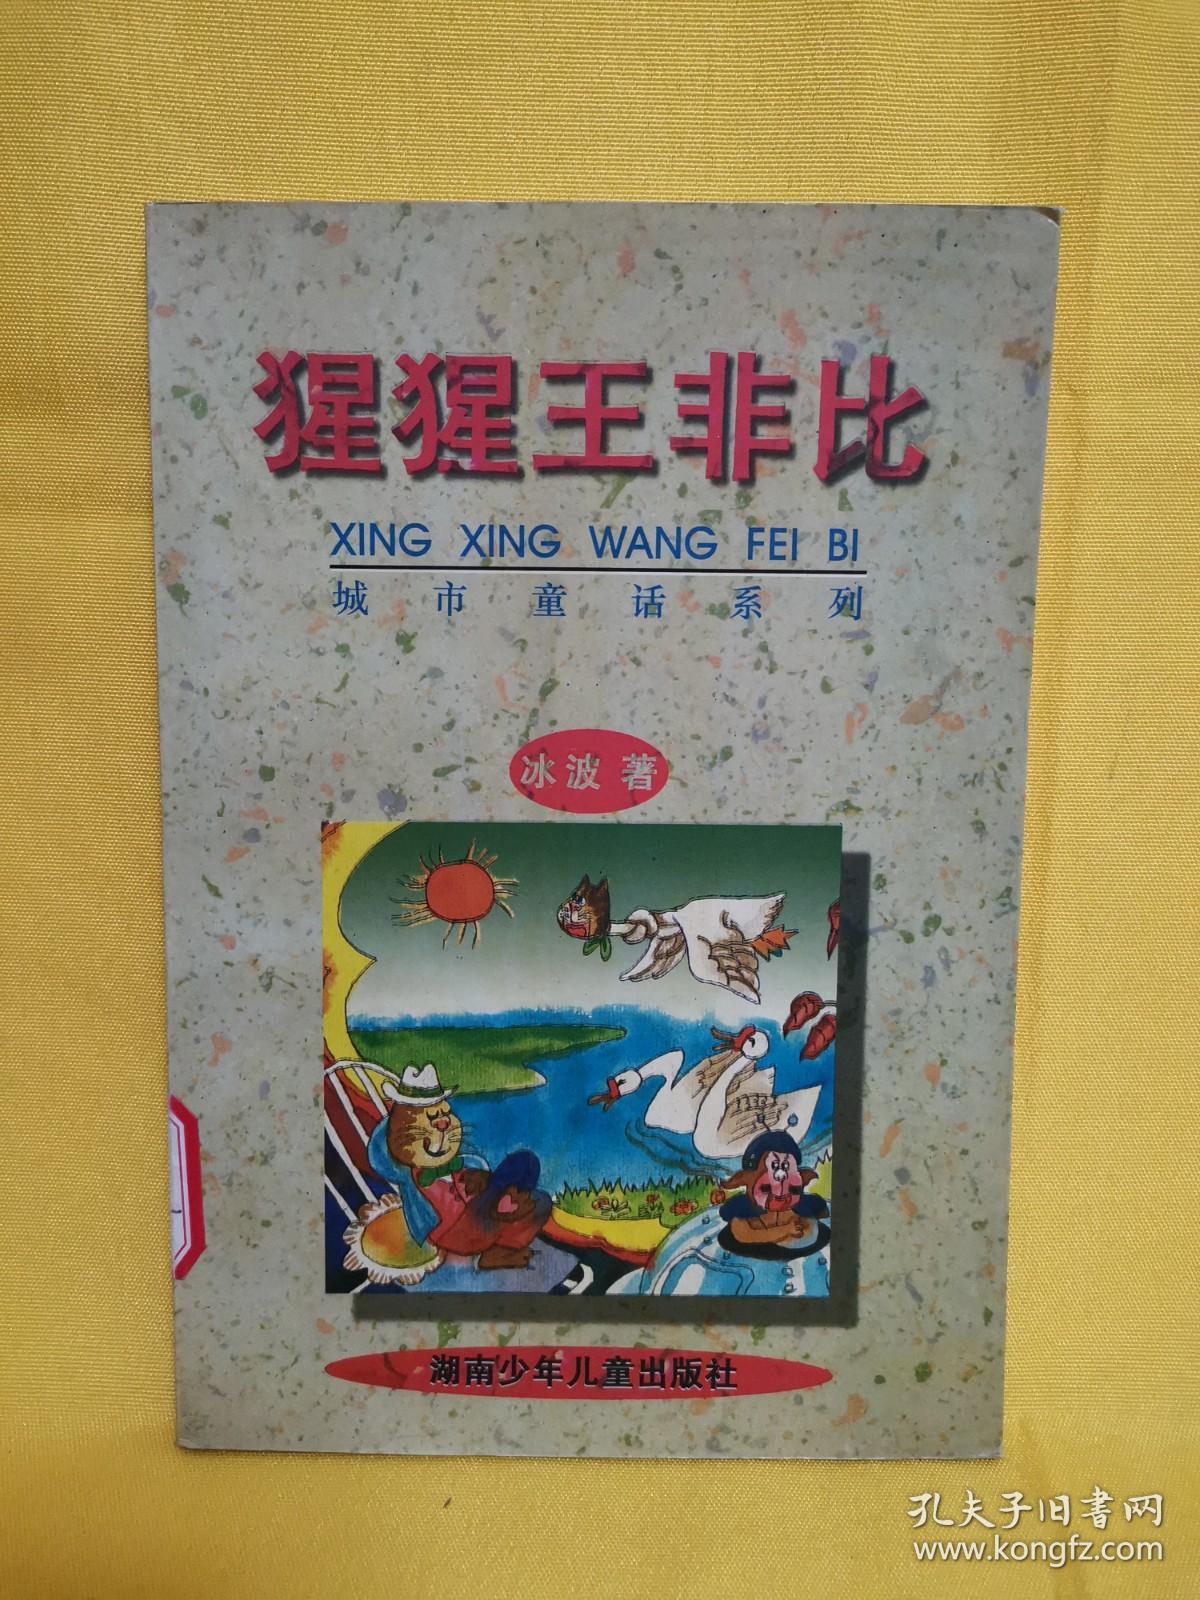 猩猩王非比
XING XING WANG FEI BI
城市童话系列
冰波 著
湖南少年儿童出版社
孔夫子旧书网
www.kongfz.com